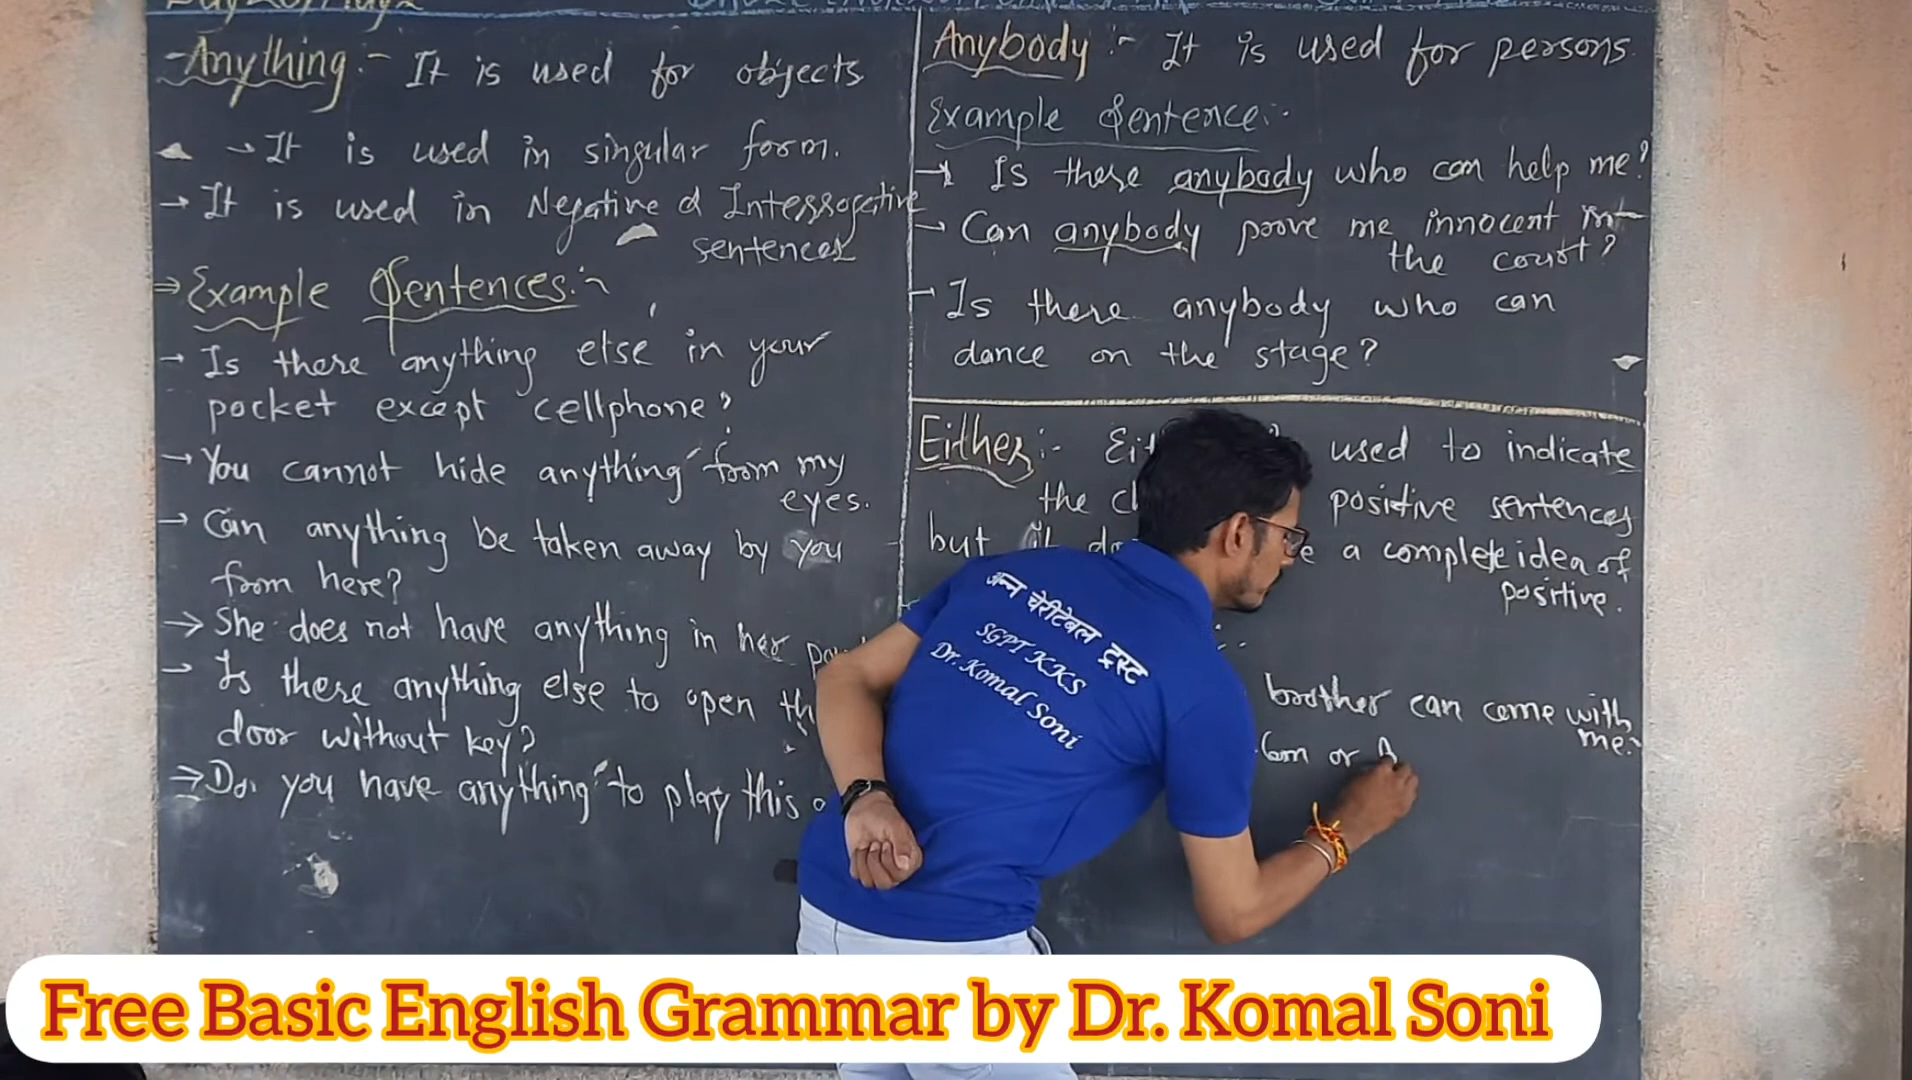 Anything :- It is used for objects
→ It is used in singular form.
→ It is used in Negative & Interrogative
sentences
⇒ Example Sentences :-
→ Is there anything else in your
pocket except cellphone?
→ You cannot hide anything from my
eyes.
→ Can anything be taken away by you
from here?
→ She does not have anything in her
→ Is there anything else to open
door without key?
⇒ Do you have anything to play this
Anybody :- It is used for persons
Example Sentence :-
→ Is there anybody who can help me?
→ Can anybody prove me innocent in
the court?
→ Is there anybody who can
dance on the stage?
Either :- used to indicate
the positive sentences
but it a complete idea of
positive.
brother can come with
me.
or
अन्न चेरीटेबल ट्रस्ट
SGPT KKS
Dr. Komal Soni
Free Basic English Grammar by Dr. Komal Soni